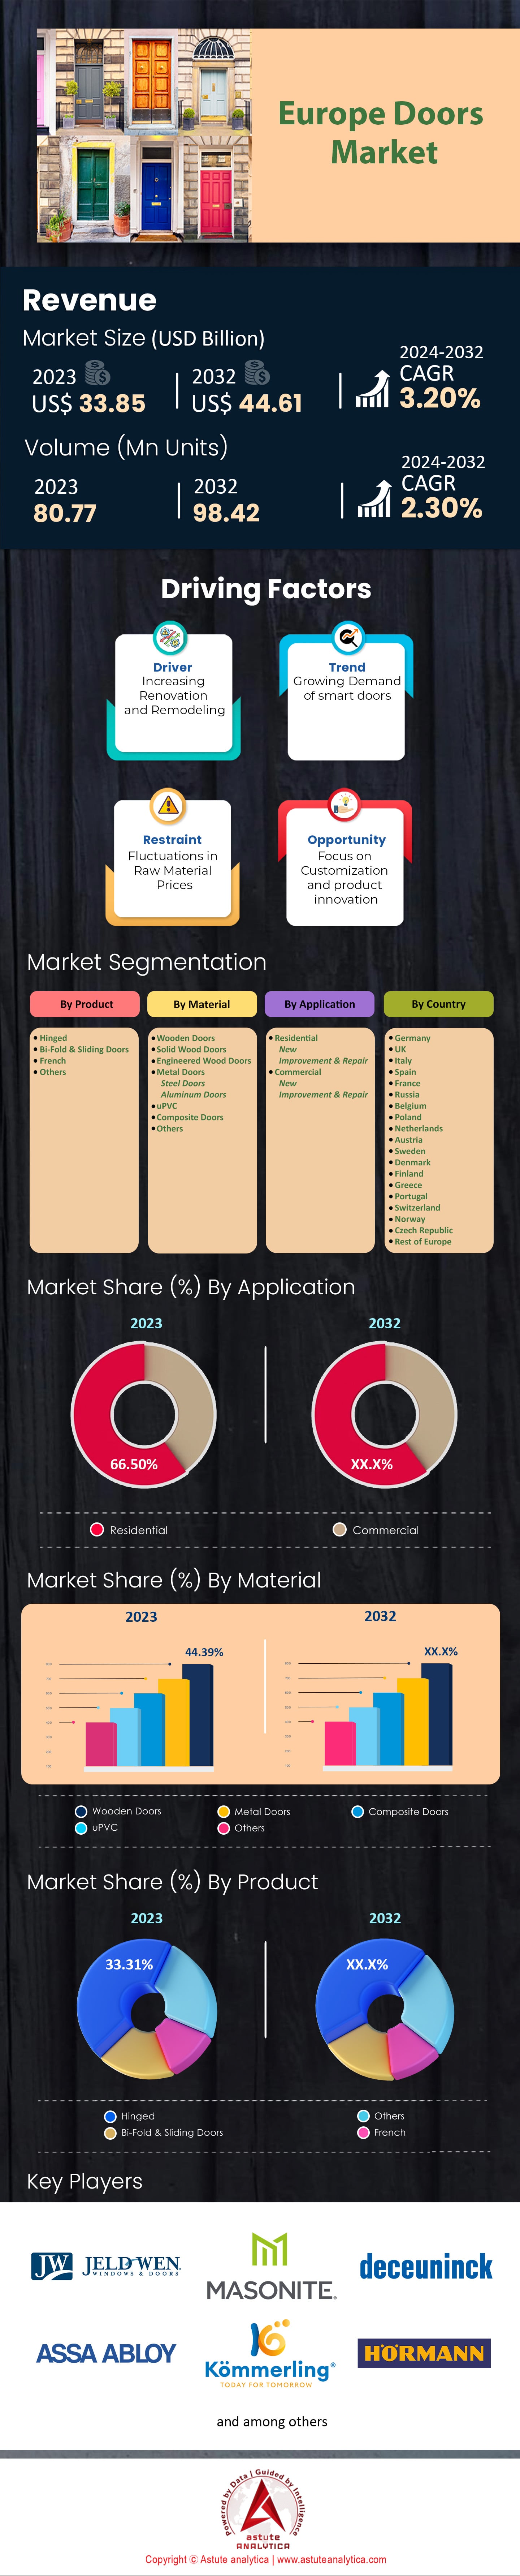 Europe Doors
Market
Revenue
Market Size (USD Billion)
2023
US$ 33.85
2032
US$ 44.61
2024-2032
CAGR
3.20%
Volume (Mn Units)
2023
80.77
2032
98.42
2024-2032
CAGR
2.30%
Driving Factors
Driver
Increasing
Renovation
and Remodeling
Trend
Growing Demand
of smart doors
Restraint
Fluctuations in
Raw Material
Prices
Opportunity
Focus on
Customization
and product
innovation
Market Segmentation
By Product
Hinged
Bi-Fold & Sliding Doors
French
Others
By Material
Wooden Doors
Solid Wood Doors
Engineered Wood Doors
Metal Doors
Steel Doors
Aluminum Doors
uPVC
Composite Doors
Others
By Application
Residential
New
Improvement & Repair
Commercial
New
Improvement & Repair
By Country
Germany
UK
Italy
Spain
France
Russia
Belgium
Poland
Netherlands
Austria
Sweden
Denmark
Finland
Greece
Portugal
Switzerland
Norway
Czech Republic
Rest of Europe
Market Share (%) By Application
2023
66.50%
2032
XX.X%
Residential
Commercial
Market Share (%) By Material
2023
44.39%
2032
XX.X%
Wooden Doors
Metal Doors
Composite Doors
uPVC
Others
Market Share (%) By Product
2023
33.31%
2032
XX.X%
Hinged
Others
Bi-Fold & Sliding Doors
French
Key Players
JW JELD-WEN
WINDOWS & DOORS
MASONITE
deceuninck
ASSA ABLOY
Kömmerling®
TODAY FOR TOMORROW
HÖRMANN
and among others
Powered by Data | Guided by Intelligence
astute
ANALYTICA
Copyright © Astute analytica | www.astuteanalytica.com